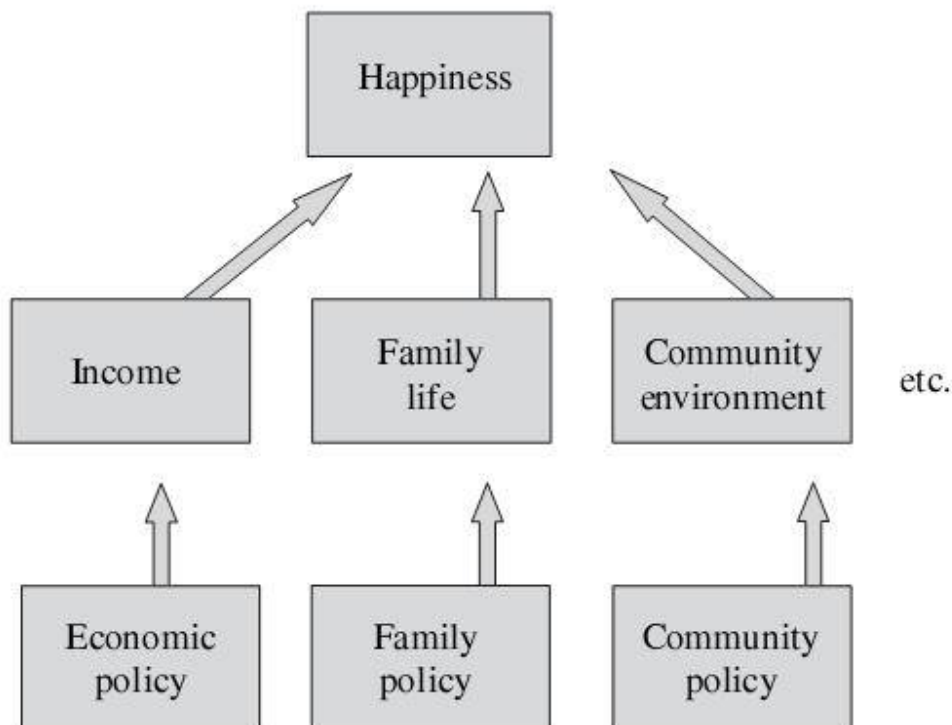 Happiness
Income
Family
life
Community
environment
etc.
Economic
policy
Family
policy
Community
policy